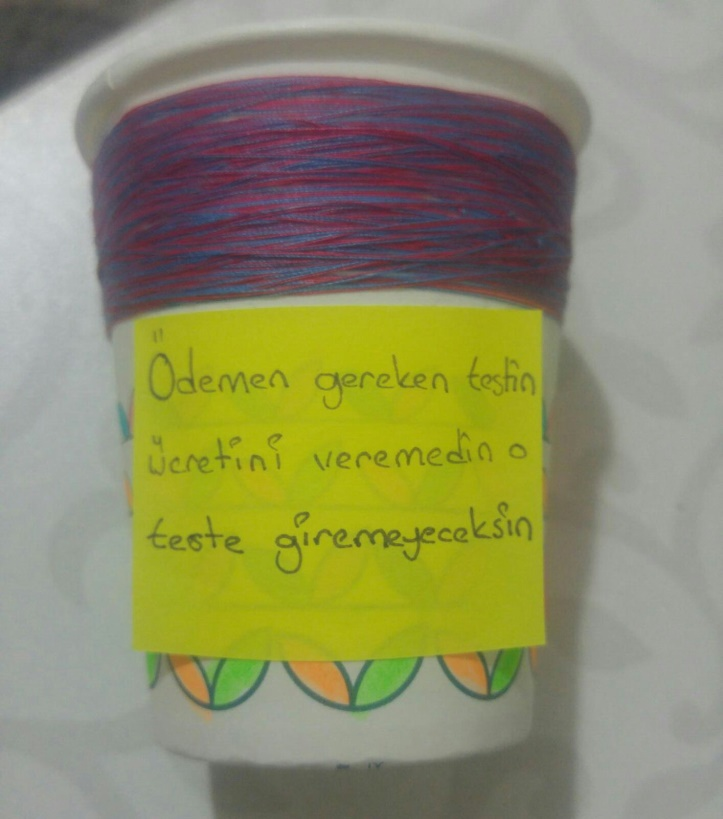 Ödemen gereken testin
ücretini veremedin o
teste giremeyeceksin